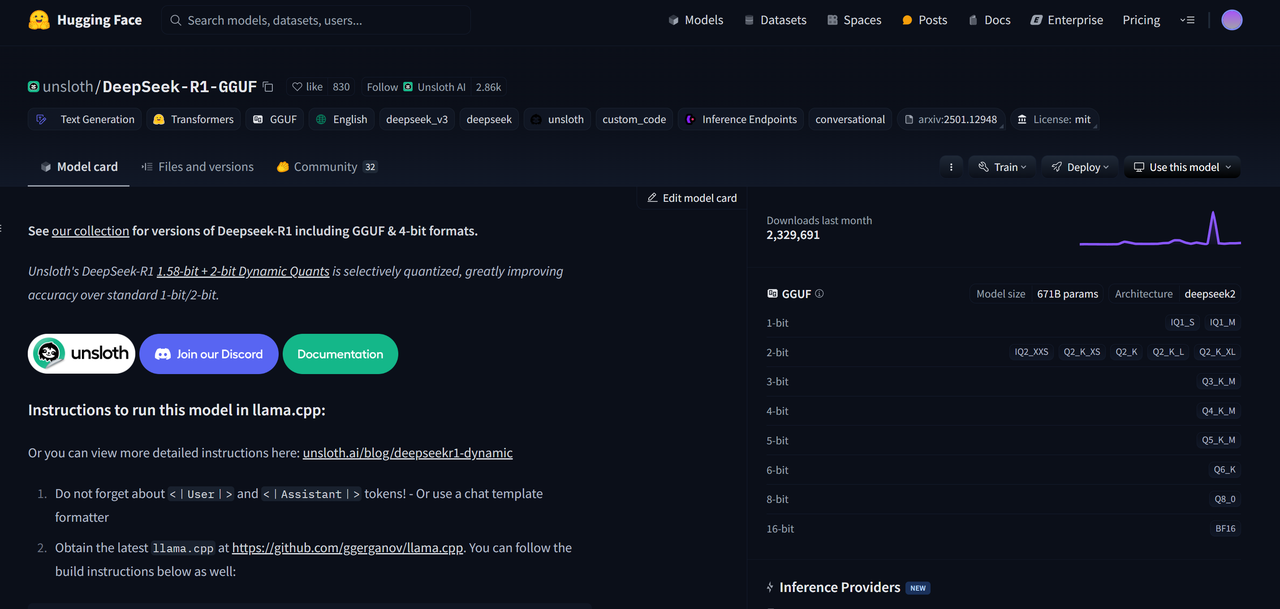 Hugging Face
Search models, datasets, users...
Models
Datasets
Spaces
Posts
Docs
Enterprise
Pricing
unsloth/DeepSeek-R1-GGUF
like 830
Follow Unsloth AI 2.86k
Text Generation
Transformers
GGUF
English
deepseek_v3
deepseek
unsloth
custom_code
Inference Endpoints
conversational
arxiv:2501.12948
License: mit
Model card
Files and versions
Community 32
Train
Deploy
Use this model
Edit model card
See our collection for versions of Deepseek-R1 including GGUF & 4-bit formats.
Unsloth's DeepSeek-R1 1.58-bit + 2-bit Dynamic Quants is selectively quantized, greatly improving
accuracy over standard 1-bit/2-bit.
unsloth
Join our Discord
Documentation
Instructions to run this model in llama.cpp:
Or you can view more detailed instructions here: unsloth.ai/blog/deepseekr1-dynamic
1. Do not forget about <｜User｜> and <｜Assistant｜> tokens! - Or use a chat template
formatter
2. Obtain the latest llama.cpp at https://github.com/ggerganov/llama.cpp. You can follow the
build instructions below as well:
Downloads last month
2,329,691
GGUF
Model size 671B params
Architecture deepseek2
1-bit IQ1_S IQ1_M
2-bit IQ2_XXS Q2_K_XS Q2_K Q2_K_L Q2_K_XL
3-bit Q3_K_M
4-bit Q4_K_M
5-bit Q5_K_M
6-bit Q6_K
8-bit Q8_0
16-bit BF16
Inference Providers NEW